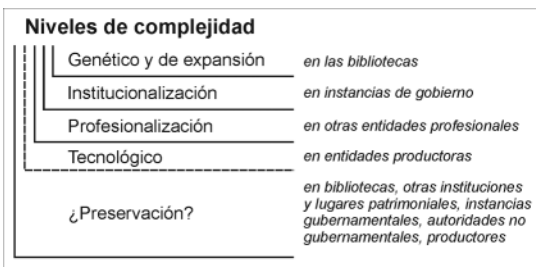 Niveles de complejidad
Genético y de expansión en las bibliotecas
Institucionalización en instancias de gobierno
Profesionalización en otras entidades profesionales
Tecnológico en entidades productoras
¿Preservación? en bibliotecas, otras instituciones
y lugares patrimoniales, instancias
gubernamentales, autoridades no
gubernamentales, productores